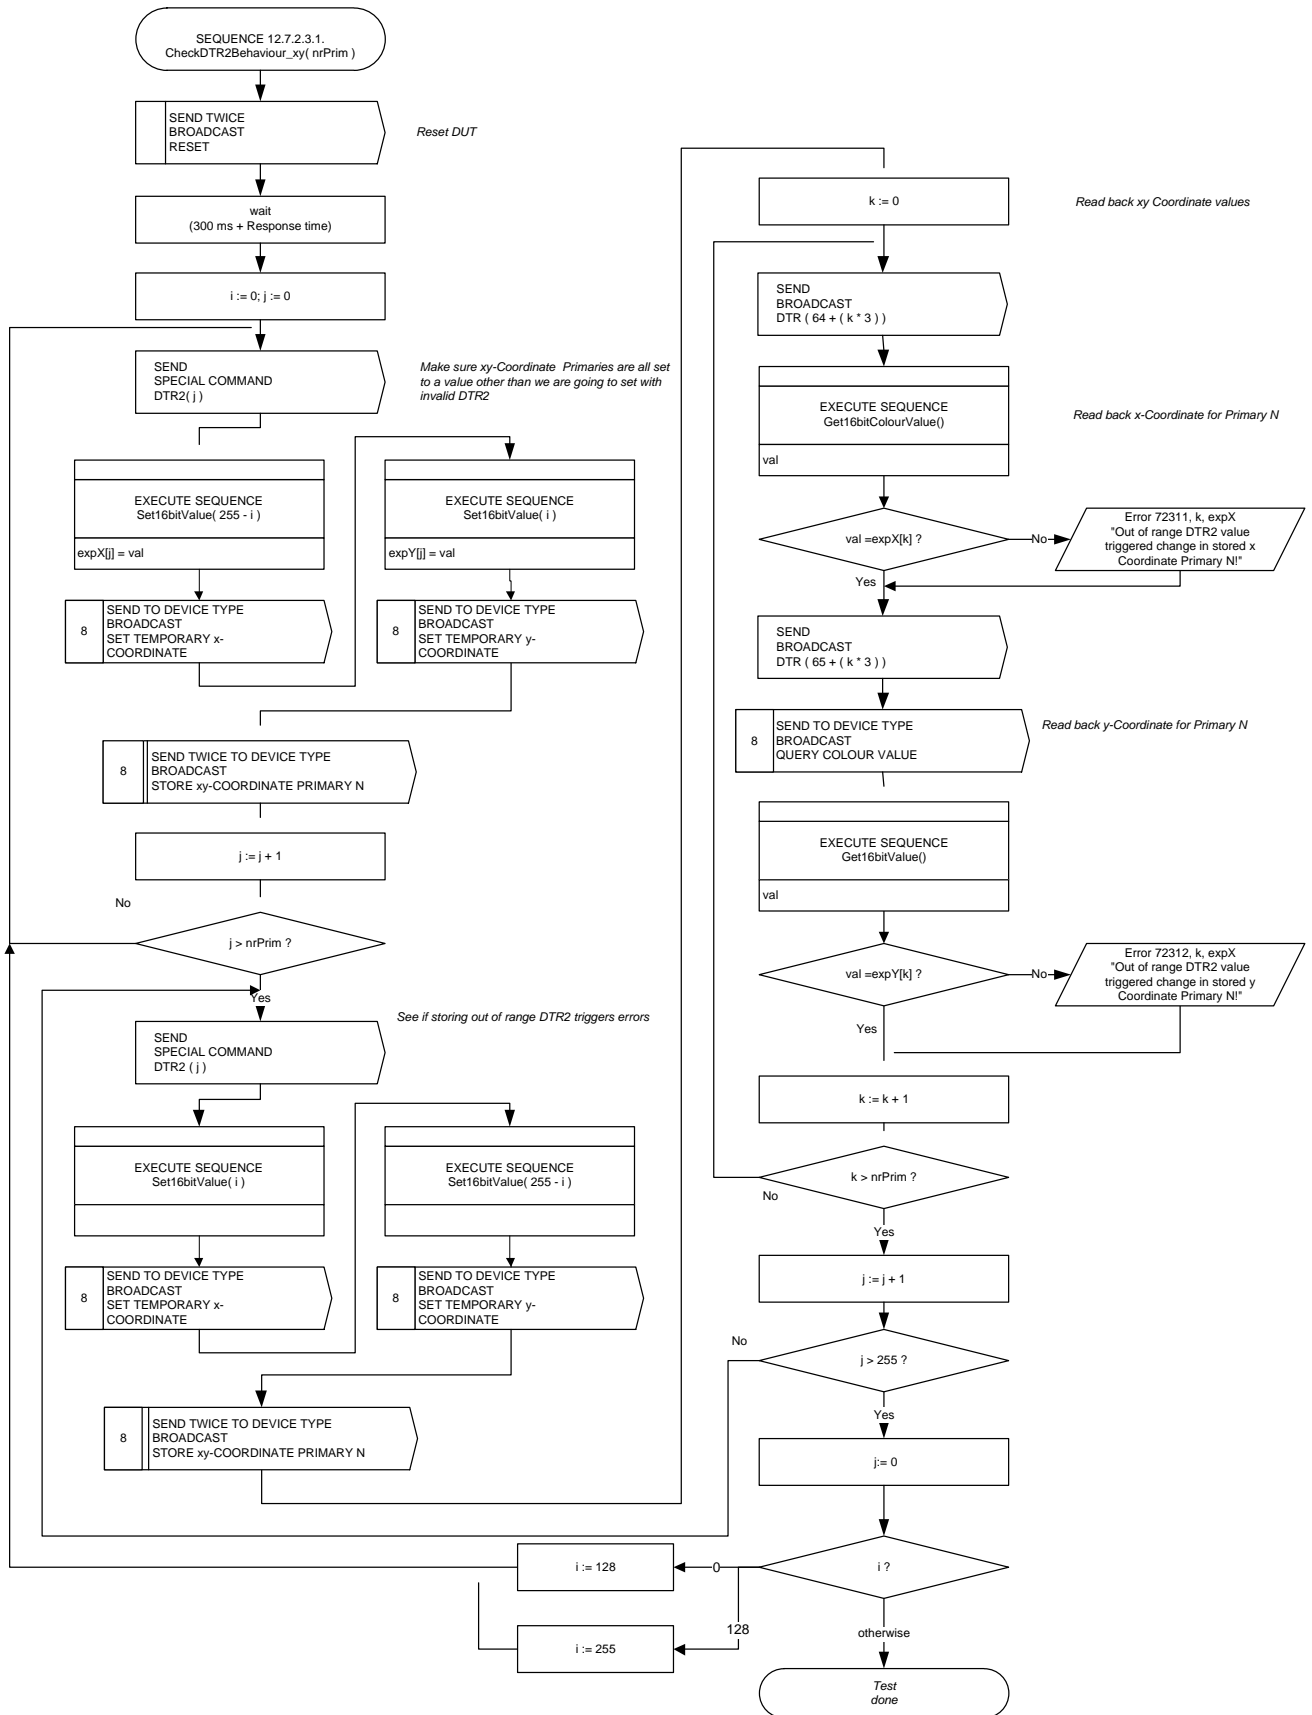 SEQUENCE 12.7.2.3.1.
CheckDTR2Behaviour_xy( nrPrim )
SEND TWICE
BROADCAST
RESET
Reset DUT
wait
(300 ms + Response time)
i := 0; j := 0
SEND
SPECIAL COMMAND
DTR2( j )
Make sure xy-Coordinate Primaries are all set
to a value other than we are going to set with
invalid DTR2
EXECUTE SEQUENCE
Set16bitValue( 255 - i )
expX[j] = val
EXECUTE SEQUENCE
Set16bitValue( i )
expY[j] = val
8
SEND TO DEVICE TYPE
BROADCAST
SET TEMPORARY x-
COORDINATE
8
SEND TO DEVICE TYPE
BROADCAST
SET TEMPORARY y-
COORDINATE
8
SEND TWICE TO DEVICE TYPE
BROADCAST
STORE xy-COORDINATE PRIMARY N
j := j + 1
No
j > nrPrim ?
Yes
See if storing out of range DTR2 triggers errors
SEND
SPECIAL COMMAND
DTR2 ( j )
EXECUTE SEQUENCE
Set16bitValue( i )
EXECUTE SEQUENCE
Set16bitValue( 255 - i )
8
SEND TO DEVICE TYPE
BROADCAST
SET TEMPORARY x-
COORDINATE
8
SEND TO DEVICE TYPE
BROADCAST
SET TEMPORARY y-
COORDINATE
8
SEND TWICE TO DEVICE TYPE
BROADCAST
STORE xy-COORDINATE PRIMARY N
k := 0
Read back xy Coordinate values
SEND
BROADCAST
DTR ( 64 + ( k * 3 ) )
EXECUTE SEQUENCE
Get16bitColourValue()
val
Read back x-Coordinate for Primary N
val =expX[k] ?
No
Error 72311, k, expX
"Out of range DTR2 value
triggered change in stored x
Coordinate Primary N!"
Yes
SEND
BROADCAST
DTR ( 65 + ( k * 3 ) )
8
SEND TO DEVICE TYPE
BROADCAST
QUERY COLOUR VALUE
Read back y-Coordinate for Primary N
EXECUTE SEQUENCE
Get16bitValue()
val
val =expY[k] ?
No
Error 72312, k, expX
"Out of range DTR2 value
triggered change in stored y
Coordinate Primary N!"
Yes
k := k + 1
k > nrPrim ?
No
Yes
j := j + 1
No
j > 255 ?
Yes
j:= 0
i ?
0
i := 128
128
i := 255
otherwise
Test
done